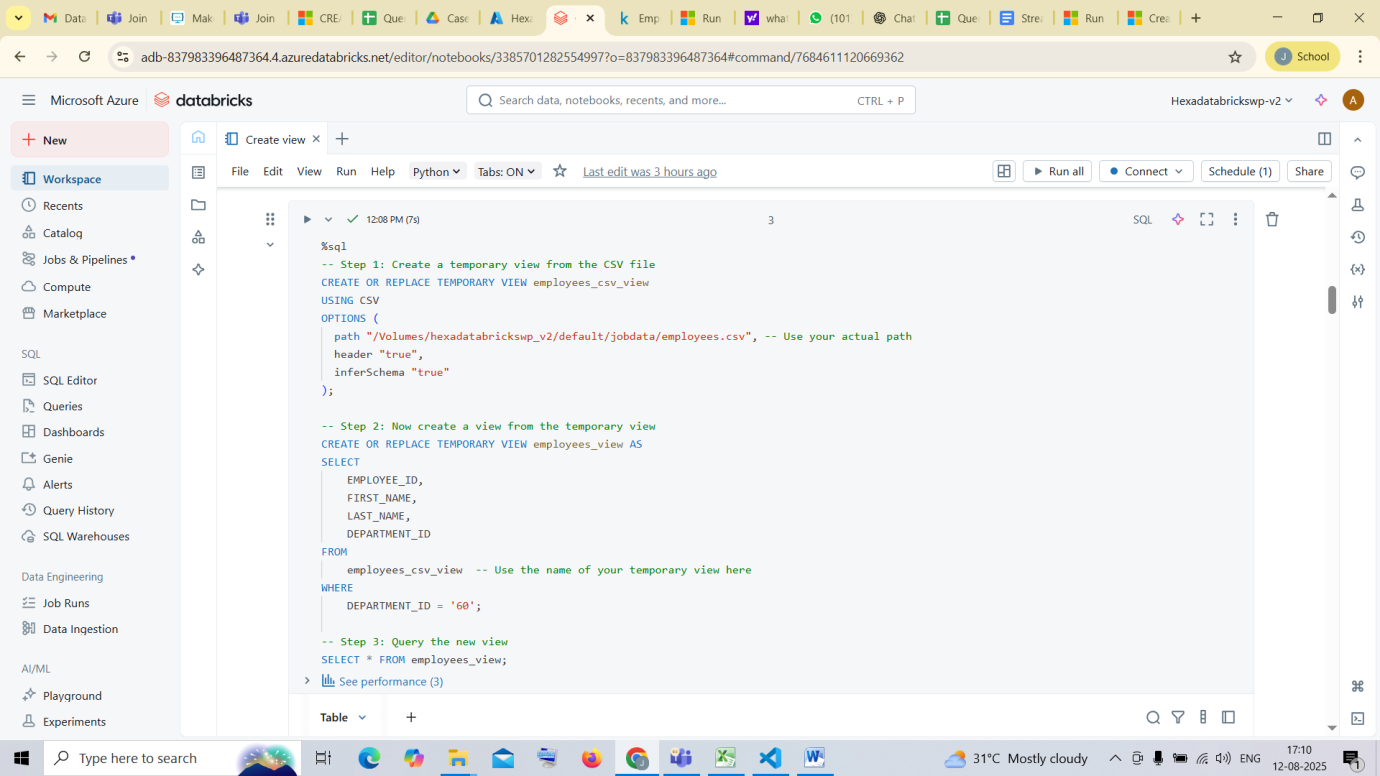 Data
Join
Mak
Join
CREA
Que
Case
Hexa
Emp
Run
what
(101
Chat
Que
Stre
Run
Crea
adb-837983396487364.4.azuredatabricks.net/editor/notebooks/3385701282554997?o=837983396487364#command/7684611120669362
J School
Microsoft Azure databricks
Search data, notebooks, recents, and more... CTRL + P
Hexadatabrickswp-v2 A
New
Create view
File Edit View Run Help Python Tabs: ON Last edit was 3 hours ago
Run all Connect Schedule (1) Share
Workspace
Recents
Catalog
Jobs & Pipelines
Compute
Marketplace
SQL
SQL Editor
Queries
Dashboards
Genie
Alerts
Query History
SQL Warehouses
Data Engineering
Job Runs
Data Ingestion
AI/ML
Playground
Experiments
12:08 PM (7s) 3 SQL
%sql
-- Step 1: Create a temporary view from the CSV file
CREATE OR REPLACE TEMPORARY VIEW employees_csv_view
USING CSV
OPTIONS (
path "/Volumes/hexadatabrickswp_v2/default/jobdata/employees.csv", -- Use your actual path
header "true",
inferSchema "true"
);
-- Step 2: Now create a view from the temporary view
CREATE OR REPLACE TEMPORARY VIEW employees_view AS
SELECT
EMPLOYEE_ID,
FIRST_NAME,
LAST_NAME,
DEPARTMENT_ID
FROM
employees_csv_view -- Use the name of your temporary view here
WHERE
DEPARTMENT_ID = '60';
-- Step 3: Query the new view
SELECT * FROM employees_view;
See performance (3)
Table
Type here to search
31°C Mostly cloudy
ENG
17:10
12-08-2025
1